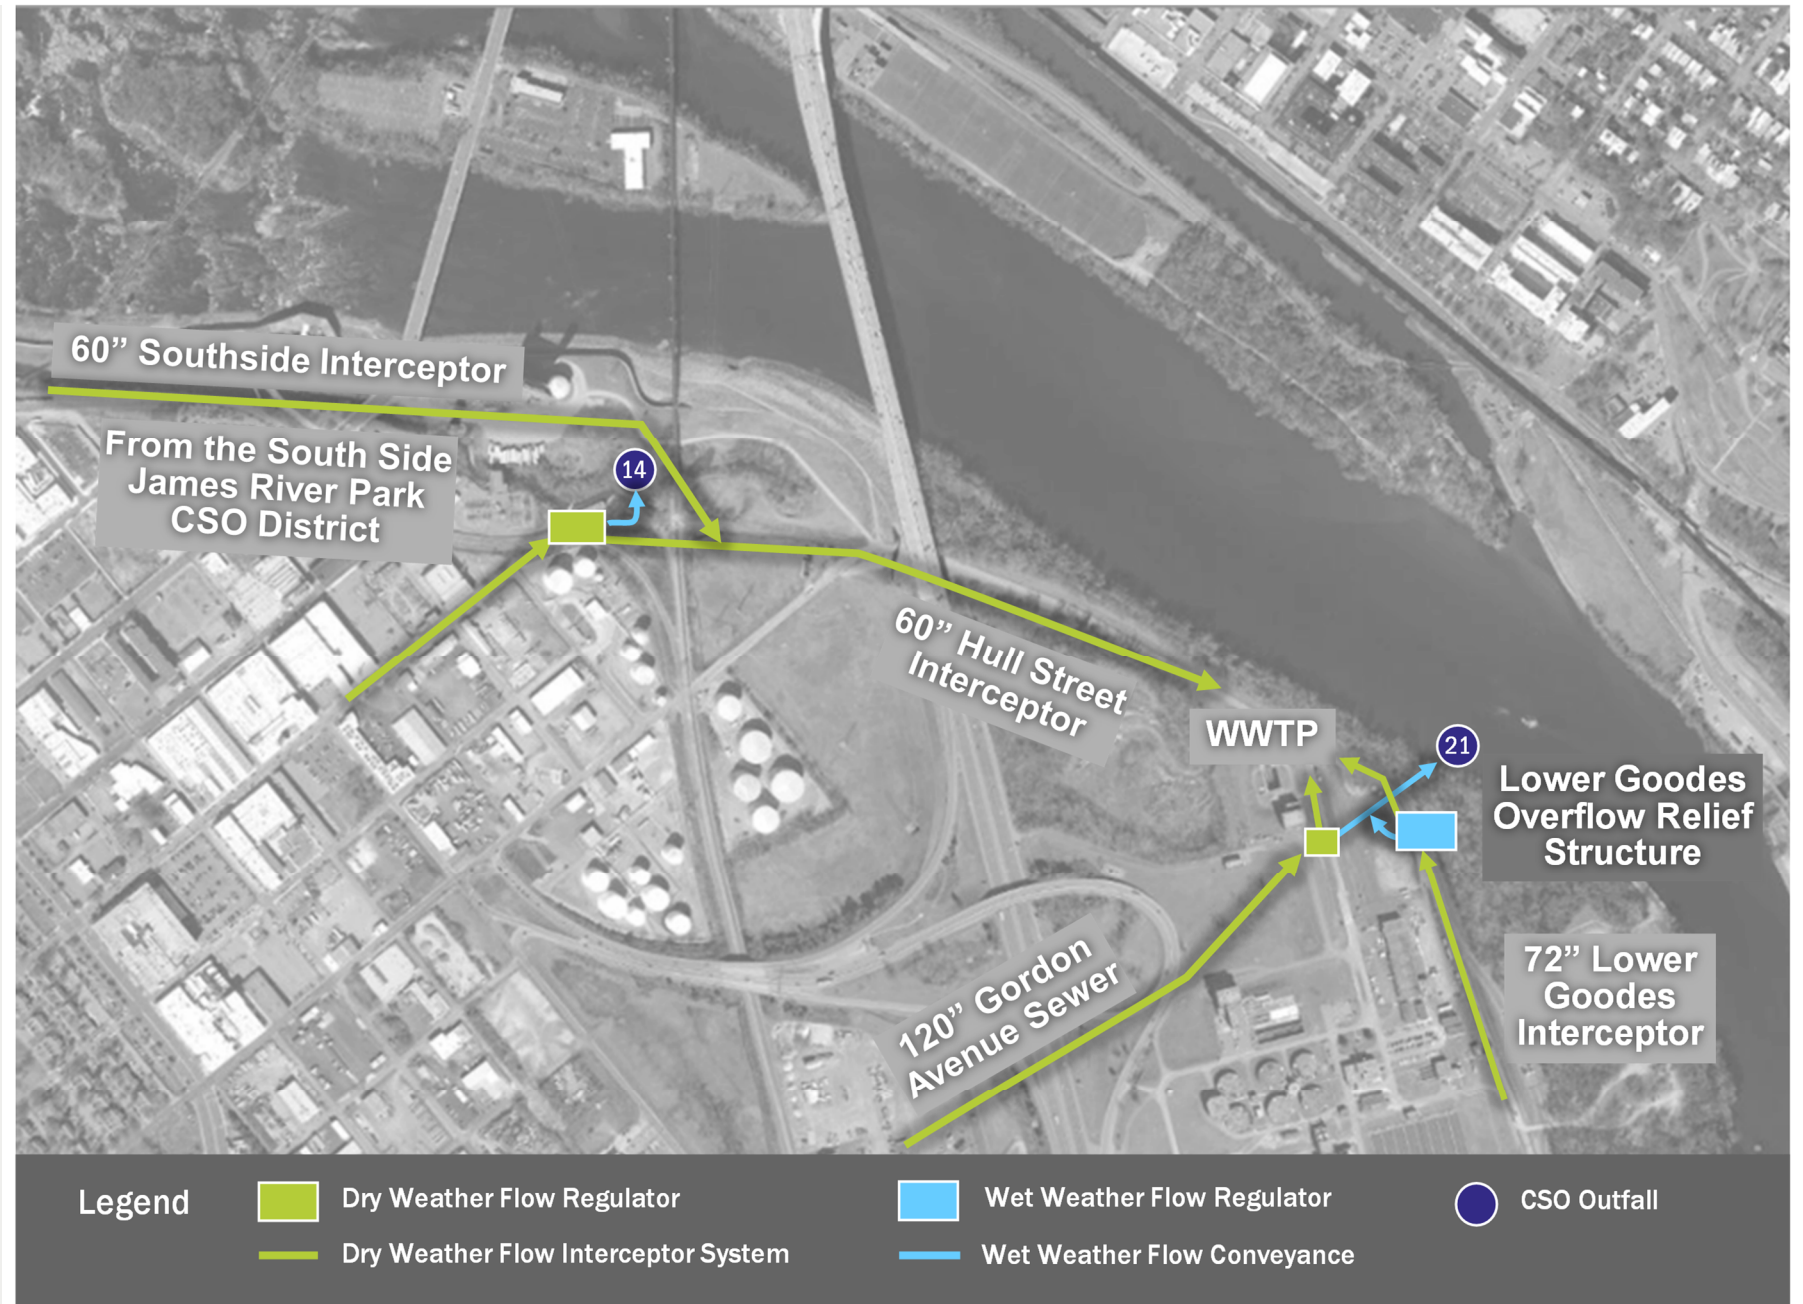 60” Southside Interceptor
From the South Side
James River Park
CSO District
14
60” Hull Street
Interceptor
WWTP
21
Lower Goodes
Overflow Relief
Structure
120” Gordon
Avenue Sewer
72” Lower
Goodes
Interceptor
Legend
Dry Weather Flow Regulator
Wet Weather Flow Regulator
CSO Outfall
Dry Weather Flow Interceptor System
Wet Weather Flow Conveyance